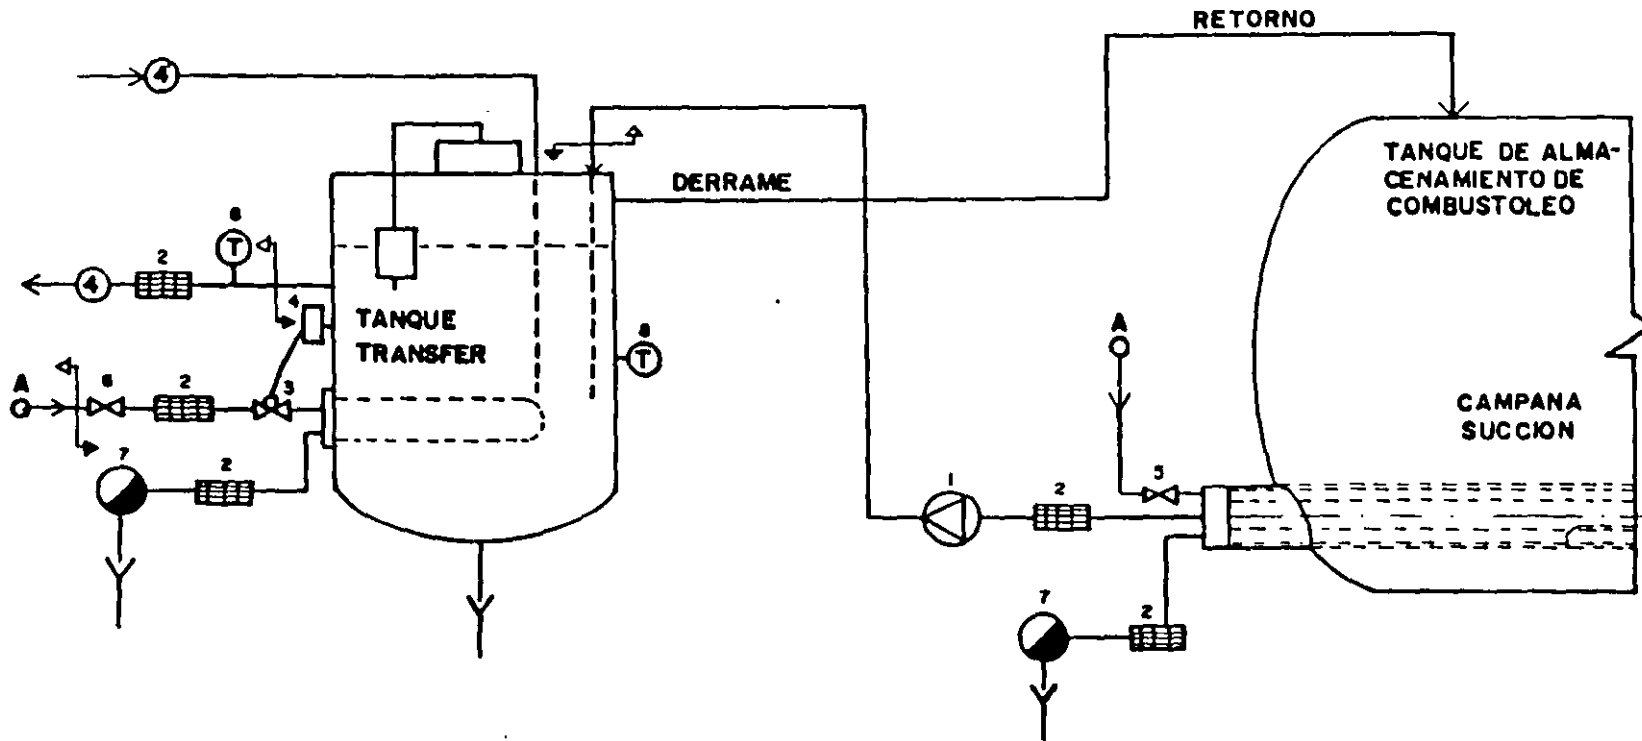 RETORNO
4
TANQUE DE ALMA-
CENAMIENTO DE
COMBUSTOLEO
DERRAME
6
T
2
4
4
TANQUE
TRANSFER
8
T
A
A
6
2
3
CAMPANA
SUCCION
7
2
1
2
5
7
2